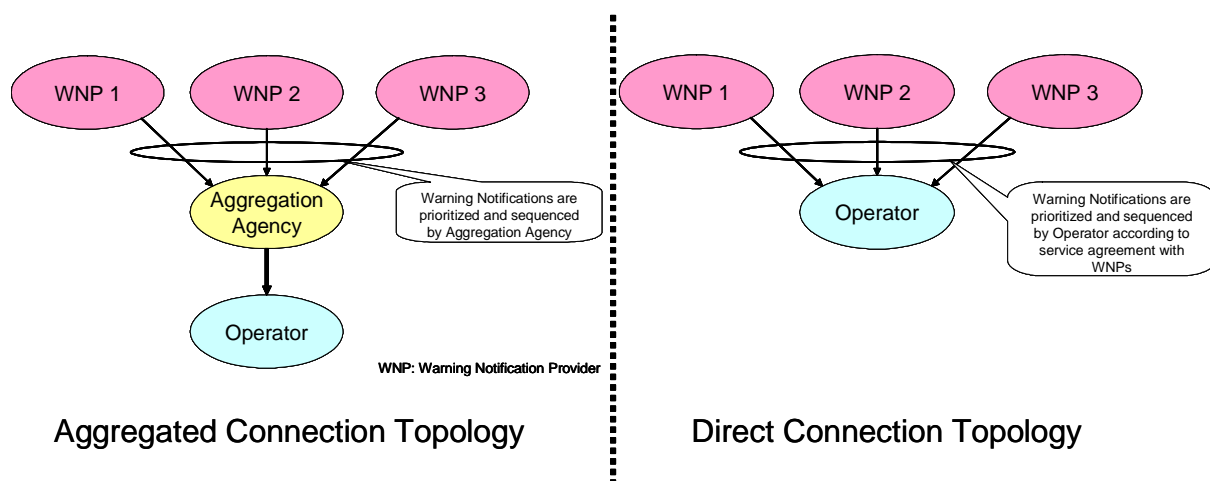 WNP 1
WNP 2
WNP 3
Aggregation
Agency
Warning Notifications are
prioritized and sequenced
by Aggregation Agency
Operator
WNP: Warning Notification Provider
Aggregated Connection Topology
WNP 1
WNP 2
WNP 3
Operator
Warning Notifications are
prioritized and sequenced
by Operator according to
service agreement with
WNPs
Direct Connection Topology